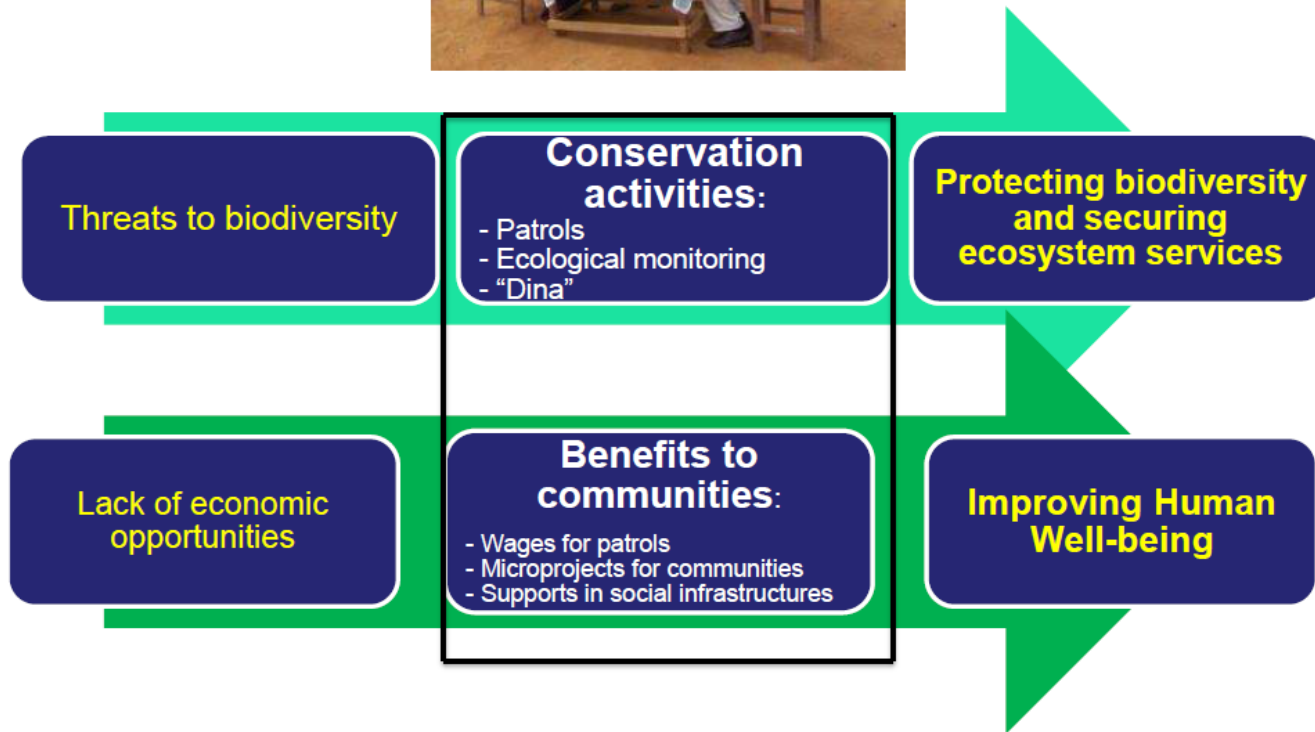 Threats to biodiversity
Conservation
activities:
- Patrols
- Ecological monitoring
- “Dina”
Protecting biodiversity
and securing
ecosystem services
Lack of economic
opportunities
Benefits to
communities:
- Wages for patrols
- Microprojects for communities
- Supports in social infrastructures
Improving Human
Well-being